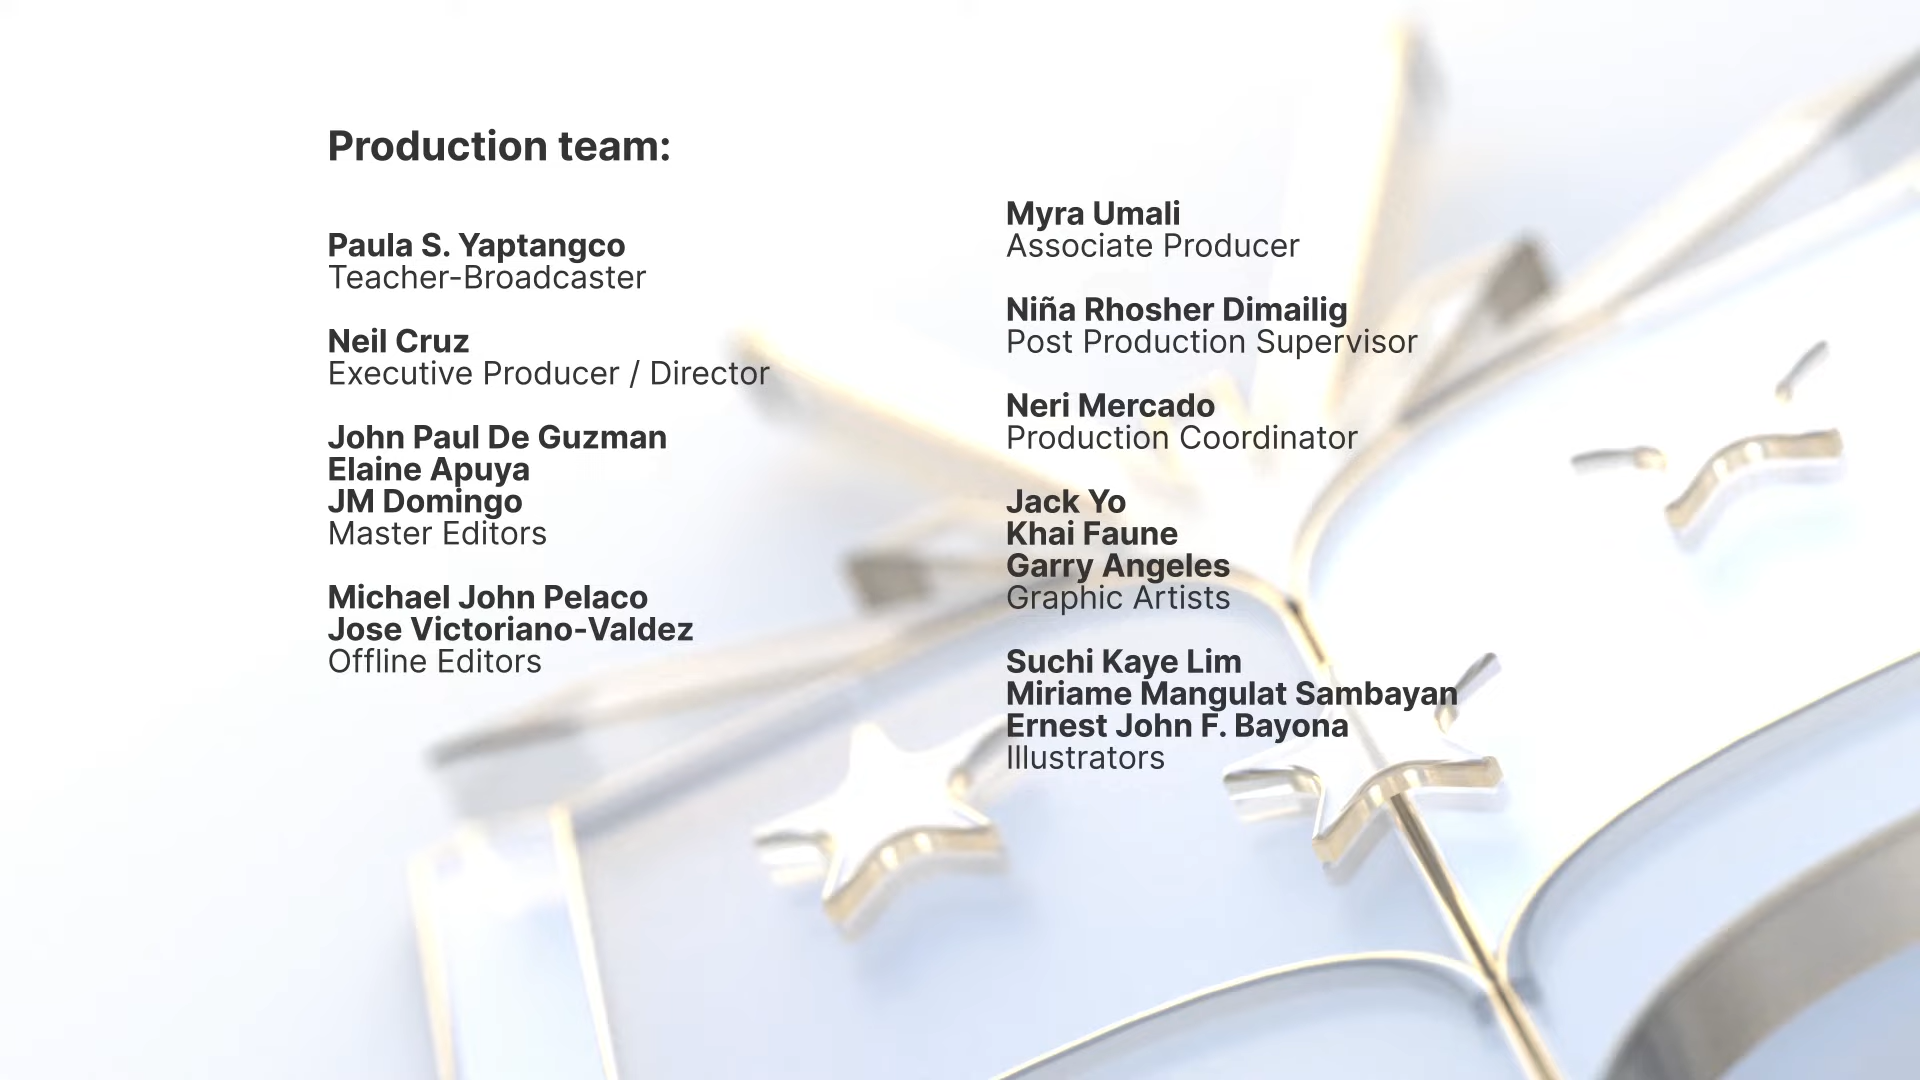 Production team:
Paula S. Yaptangco
Teacher-Broadcaster
Neil Cruz
Executive Producer / Director
John Paul De Guzman
Elaine Apuya
JM Domingo
Master Editors
Michael John Pelaco
Jose Victoriano-Valdez
Offline Editors
Myra Umali
Associate Producer
Niña Rhosher Dimailig
Post Production Supervisor
Neri Mercado
Production Coordinator
Jack Yo
Khai Faune
Garry Angeles
Graphic Artists
Suchi Kaye Lim
Miriame Mangulat Sambayan
Ernest John F. Bayona
Illustrators